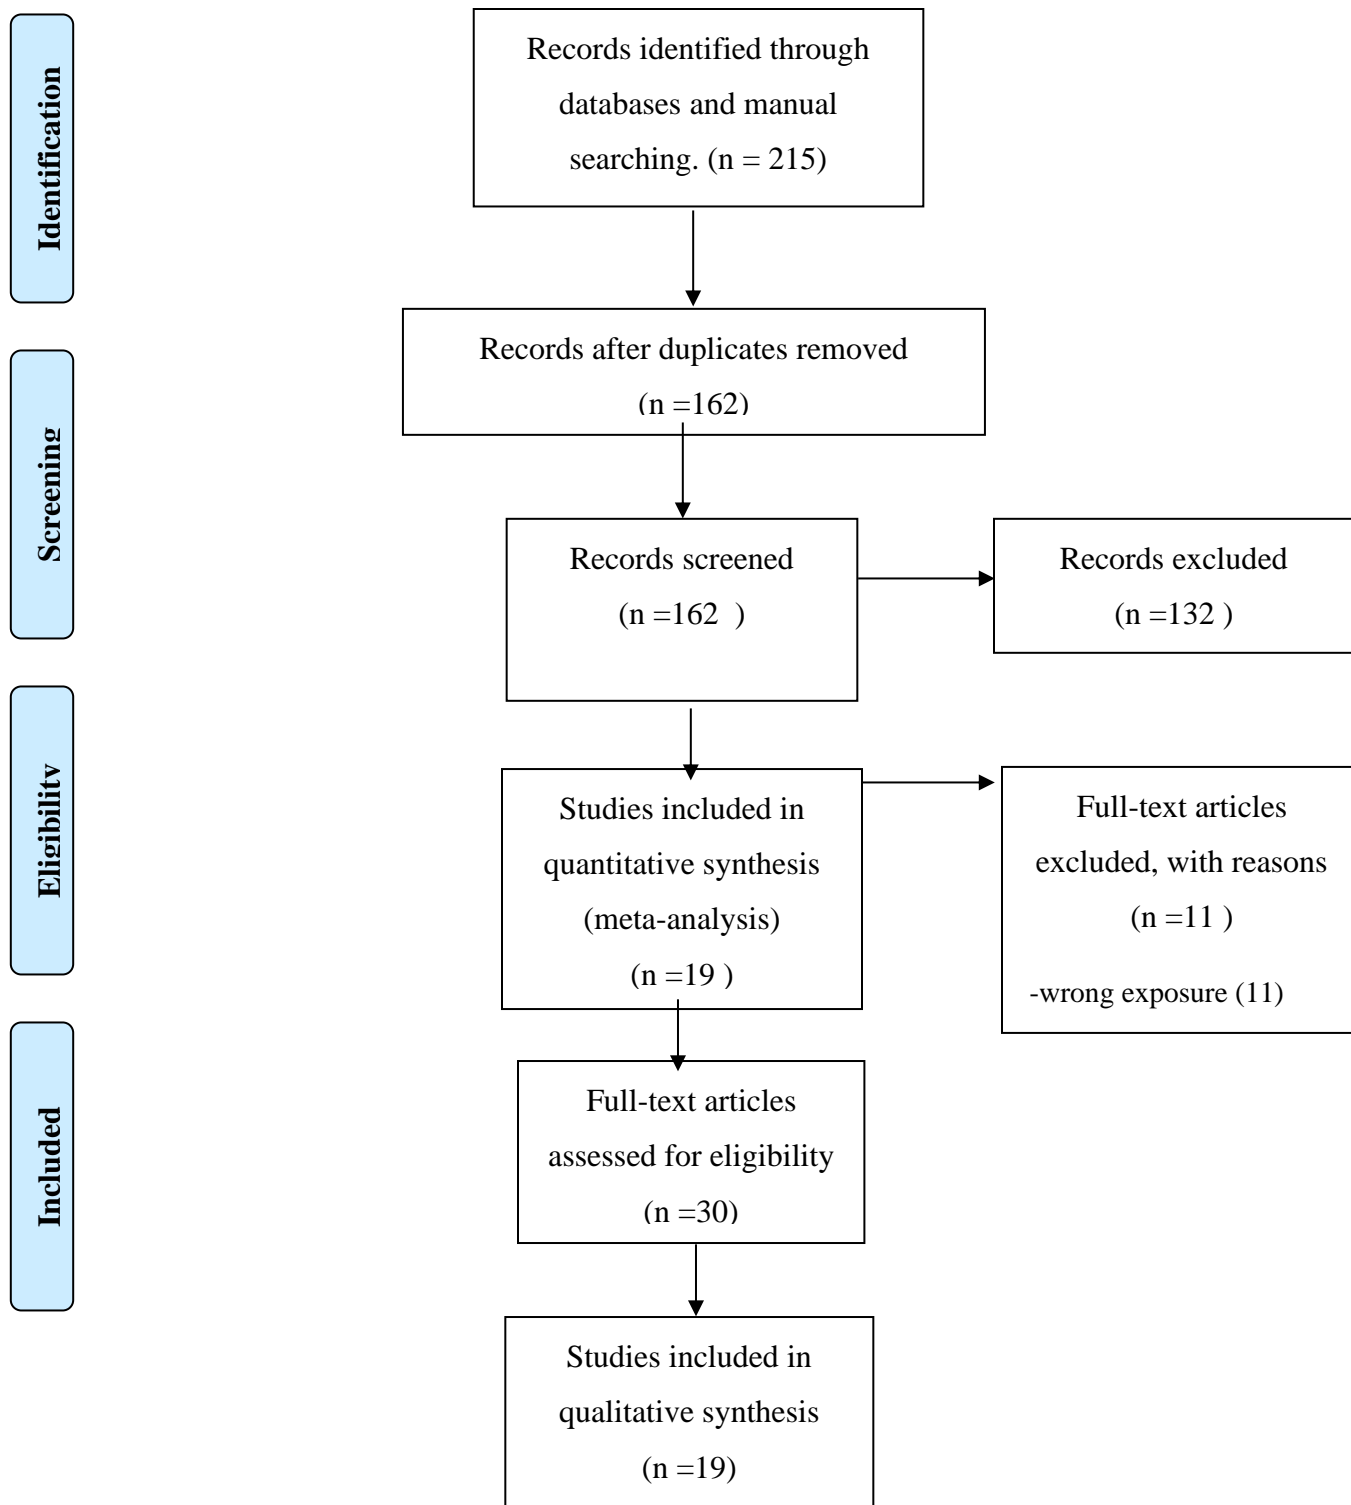 Identification
Records identified through
databases and manual
searching. (n = 215)
Records after duplicates removed
(n =162)
Screening
Records screened
(n =162  )
Records excluded
(n =132 )
Eligibility
Studies included in
quantitative synthesis
(meta-analysis)
(n =19 )
Full-text articles
excluded, with reasons
(n =11 )
-wrong exposure (11)
Included
Full-text articles
assessed for eligibility
(n =30)
Studies included in
qualitative synthesis
(n =19)